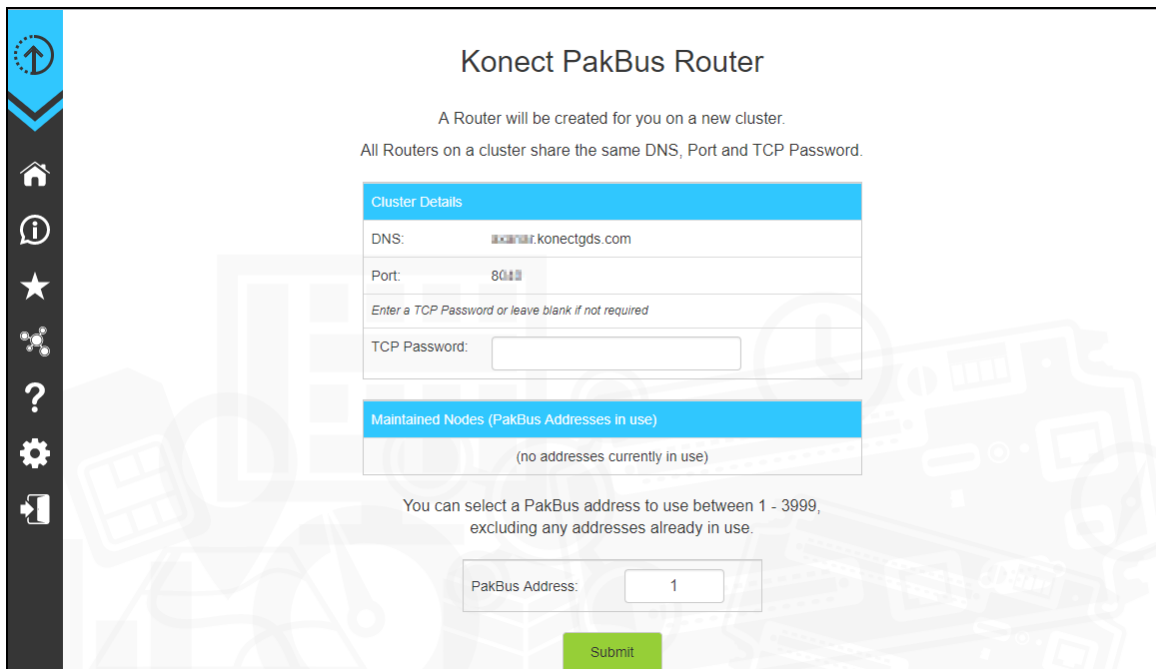 Konect PakBus Router
A Router will be created for you on a new cluster.
All Routers on a cluster share the same DNS, Port and TCP Password.
Cluster Details
DNS: .konectgds.com
Port:
Enter a TCP Password or leave blank if not required
TCP Password:
Maintained Nodes (PakBus Addresses in use)
(no addresses currently in use)
You can select a PakBus address to use between 1 - 3999,
excluding any addresses already in use.
PakBus Address: 1
Submit